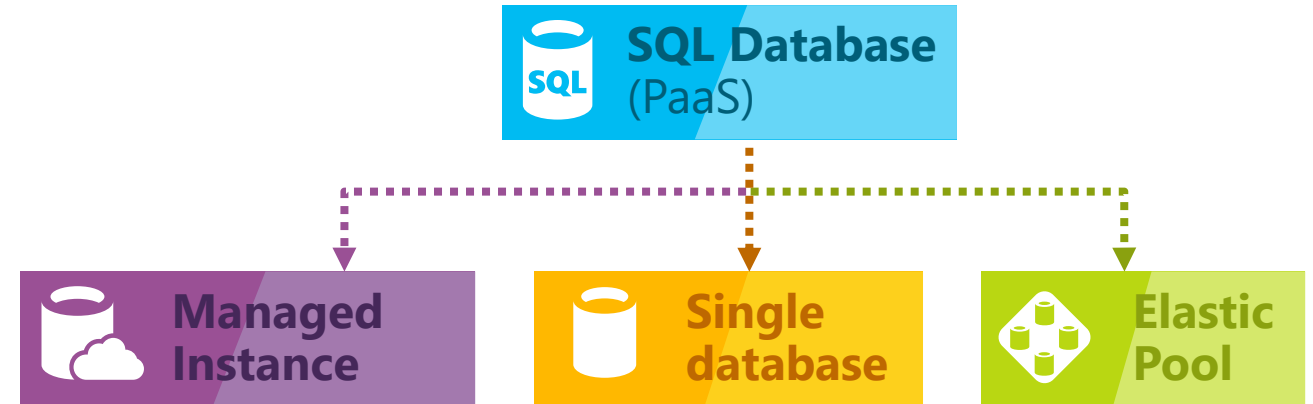 SQL
SQL Database
(PaaS)
Managed
Instance
Single
database
Elastic
Pool